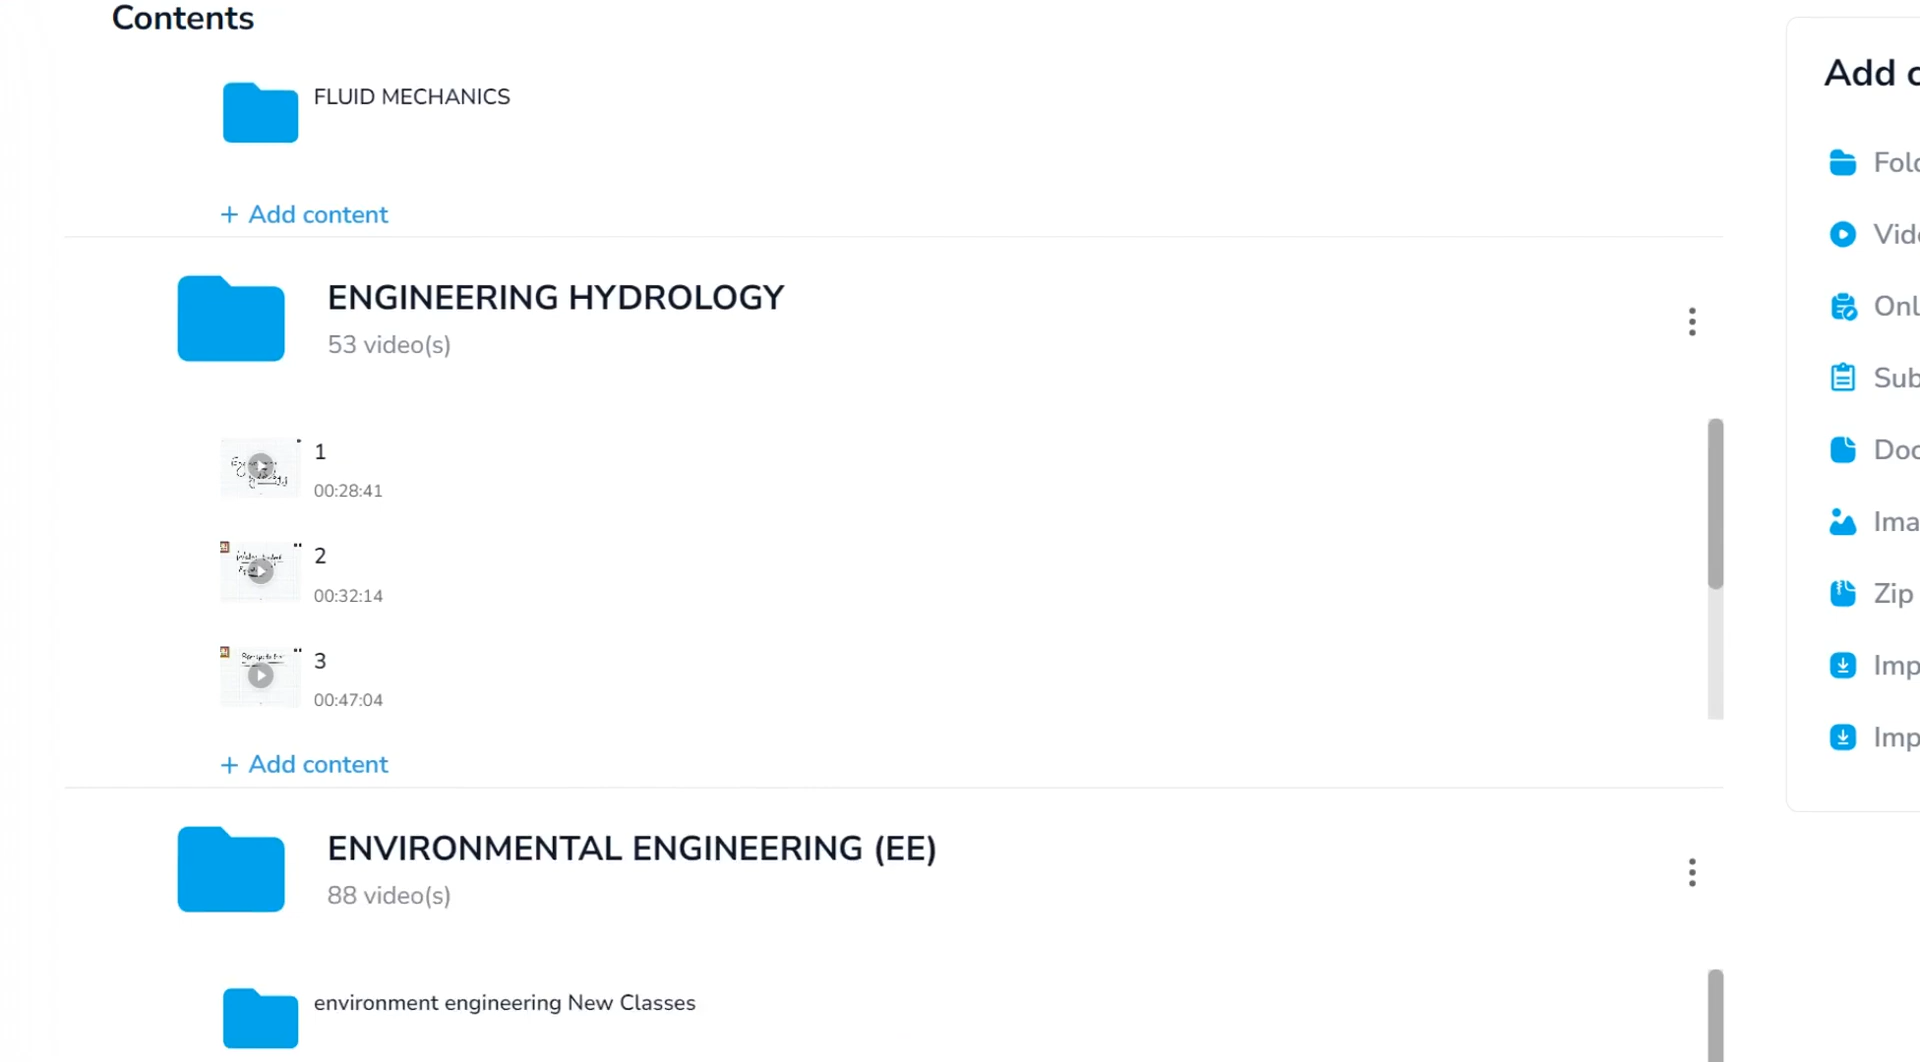 Contents
FLUID MECHANICS
+ Add content
ENGINEERING HYDROLOGY
53 video(s)
1
00:28:41
2
00:32:14
3
00:47:04
+ Add content
ENVIRONMENTAL ENGINEERING (EE)
88 video(s)
environment engineering New Classes
Add
Zip